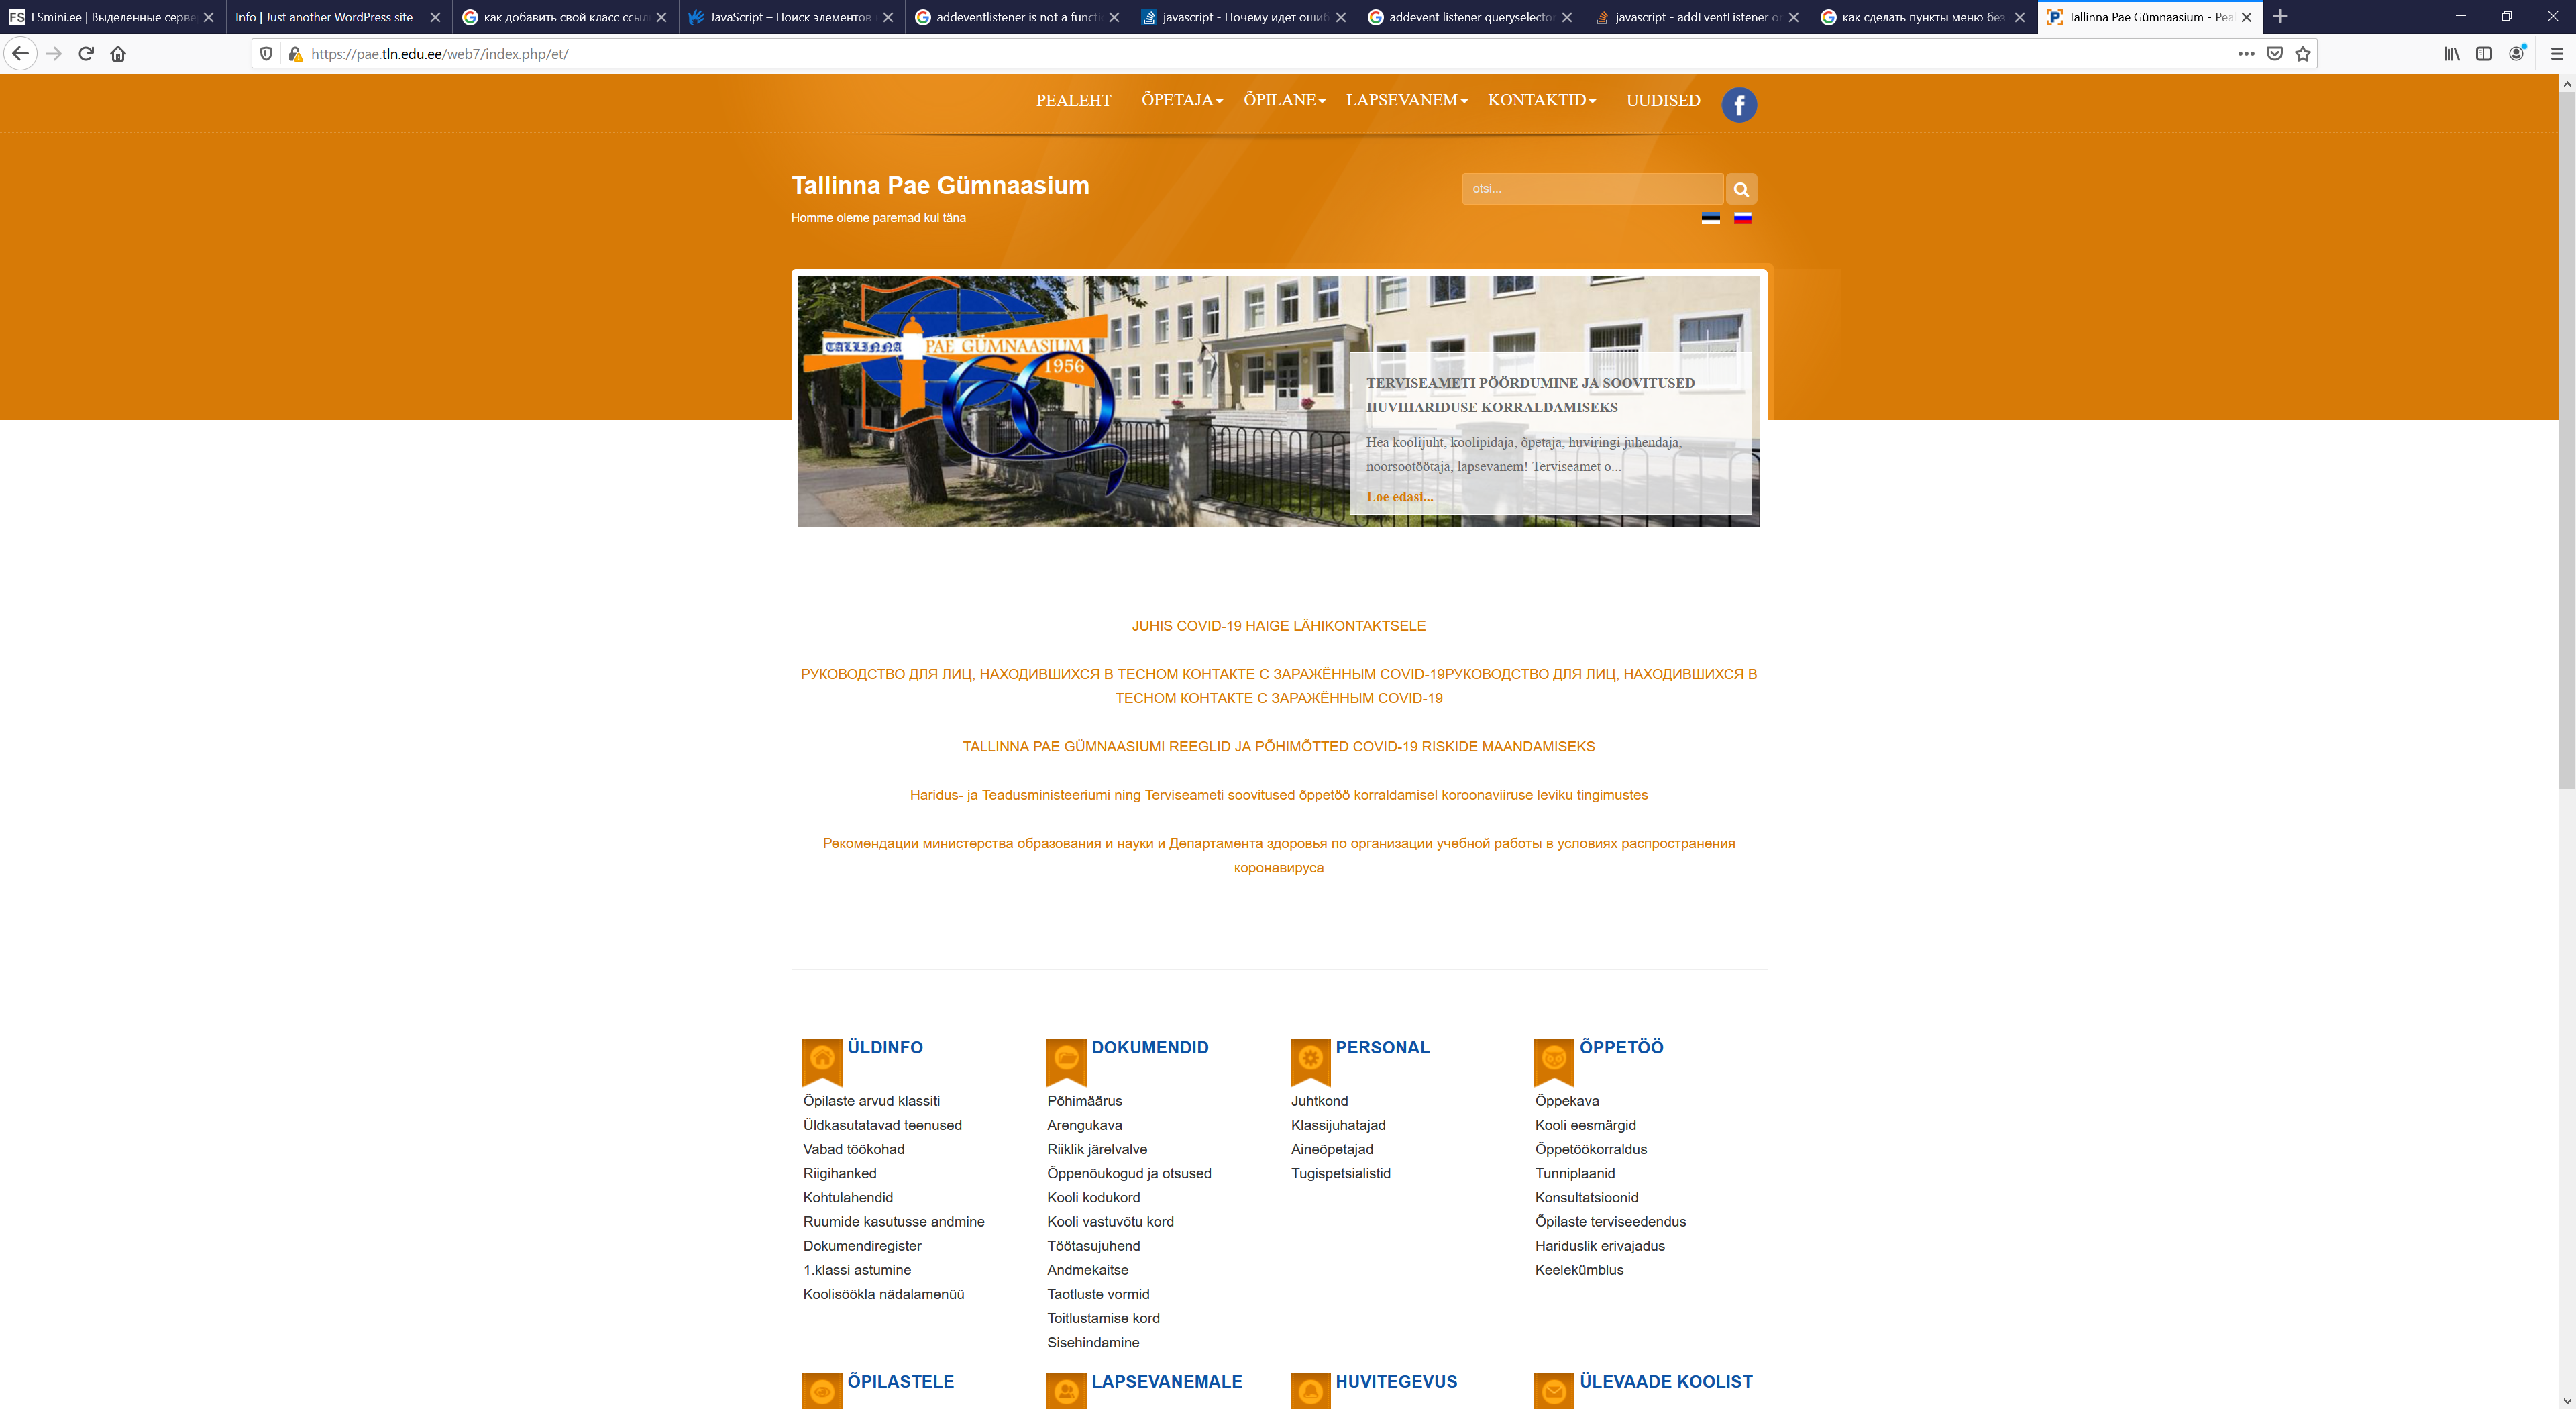 FS FSmini.ee | Выделенные серве
Info | Just another WordPress site
как добавить свой класс ссыл
JavaScript – Поиск элементов
addeventlistener is not a functi
javascript - Почему идет ошиб
addevent listener queryselecto
javascript - addEventListener o
как сделать пункты меню без
Tallinna Pae Gümnaasium - Pea
https://pae.tln.edu.ee/web7/index.php/et/
PEALEHT ÕPETAJA ÕPILANE LAPSEVANEM KONTAKTID UUDISED f
Tallinna Pae Gümnaasium
otsi...
Homme oleme paremad kui täna
TALLINNA PAE GÜMNAASIUM
1956
TERVISEAMETI PÖÖRDUMINE JA SOOVITUSED
HUVIHARIDUSE KORRALDAMISEKS
Hea koolijuht, koolipidaja, õpetaja, huviringi juhendaja,
noorsootöötaja, lapsevanem! Terviseamet o...
Loe edasi...
JUHIS COVID-19 HAIGE LÄHIKONTAKTSELE
РУКОВОДСТВО ДЛЯ ЛИЦ, НАХОДИВШИХСЯ В ТЕСНОМ КОНТАКТЕ С ЗАРАЖЁННЫМ COVID-19РУКОВОДСТВО ДЛЯ ЛИЦ, НАХОДИВШИХСЯ В
ТЕСНОМ КОНТАКТЕ С ЗАРАЖЁННЫМ COVID-19
TALLINNA PAE GÜMNAASIUMI REEGLID JA PÕHIMÕTTED COVID-19 RISKIDE MAANDAMISEKS
Haridus- ja Teadusministeeriumi ning Terviseameti soovitused õppetöö korraldamisel koroonaviiruse leviku tingimustes
Рекомендации министерства образования и науки и Департамента здоровья по организации учебной работы в условиях распространения
коронавируса
ÜLDINFO
Õpilaste arvud klassiti
Üldkasutatavad teenused
Vabad töökohad
Riigihanked
Kohtulahendid
Ruumide kasutusse andmine
Dokumendiregister
1.klassi astumine
Koolisöökla nädalamenüü
DOKUMENDID
Põhimäärus
Arengukava
Riiklik järelvalve
Õppenõukogud ja otsused
Kooli kodukord
Kooli vastuvõtu kord
Töötasujuhend
Andmekaitse
Taotluste vormid
Toitlustamise kord
Sisehindamine
PERSONAL
Juhtkond
Klassijuhatajad
Aineõpetajad
Tugispetsialistid
ÕPPETÖÖ
Õppekava
Kooli eesmärgid
Õppetöökorraldus
Tunniplaanid
Konsultatsioonid
Õpilaste terviseedendus
Hariduslik erivajadus
Keelekümblus
ÕPILASTELE
LAPSEVANEMALE
HUVITEGEVUS
ÜLEVAADE KOOLIST